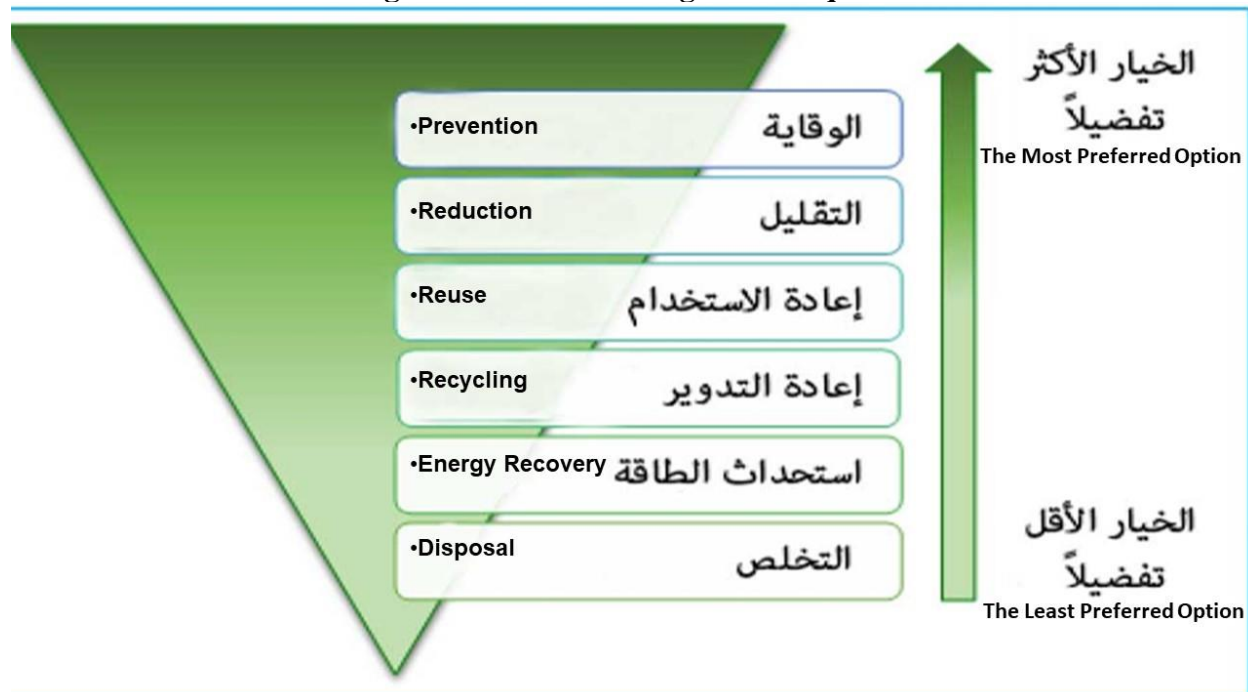 •Prevention الوقاية
•Reduction التقليل
•Reuse إعادة الاستخدام
•Recycling إعادة التدوير
•Energy Recovery استحداث الطاقة
•Disposal التخلص
الخيار الأكثر
تفضيلاً
The Most Preferred Option
الخيار الأقل
تفضيلاً
The Least Preferred Option